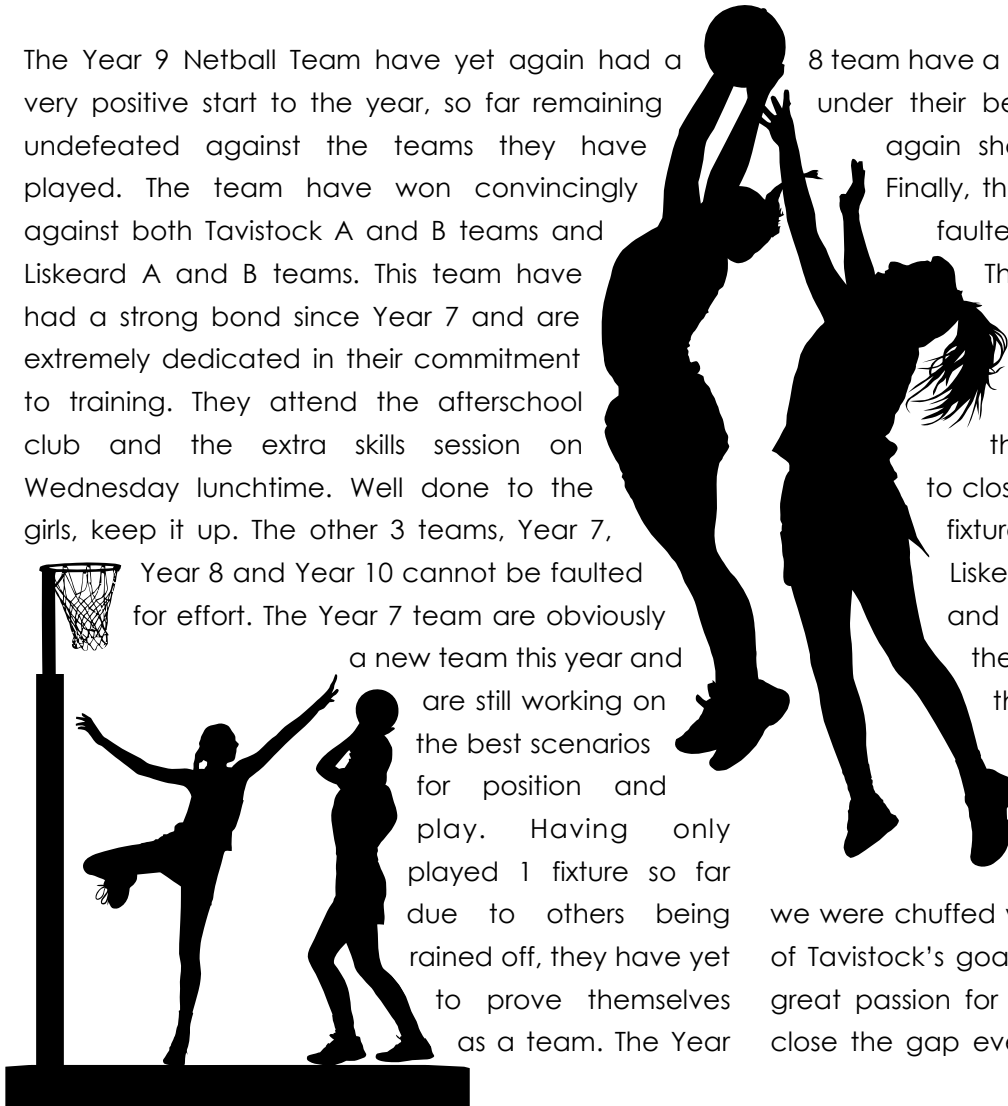 The Year 9 Netball Team have yet again had a
very positive start to the year, so far remaining
undefeated against the teams they have
played. The team have won convincingly
against both Tavistock A and B teams and
Liskeard A and B teams. This team have
had a strong bond since Year 7 and are
extremely dedicated in their commitment
to training. They attend the afterschool
club and the extra skills session on
Wednesday lunchtime. Well done to the
girls, keep it up. The other 3 teams, Year 7,
Year 8 and Year 10 cannot be faulted
for effort. The Year 7 team are obviously
a new team this year and
are still working on
the best scenarios
for position and
play. Having only
played 1 fixture so far
due to others being
rained off, they have yet
to prove themselves
as a team. The Year
8 team have a
under their be
again sho
Finally, th
faulte
Th
th
to clos
fixture
Liske
and
the
th
we were chuffed w
of Tavistock's goa
great passion for
close the gap eve